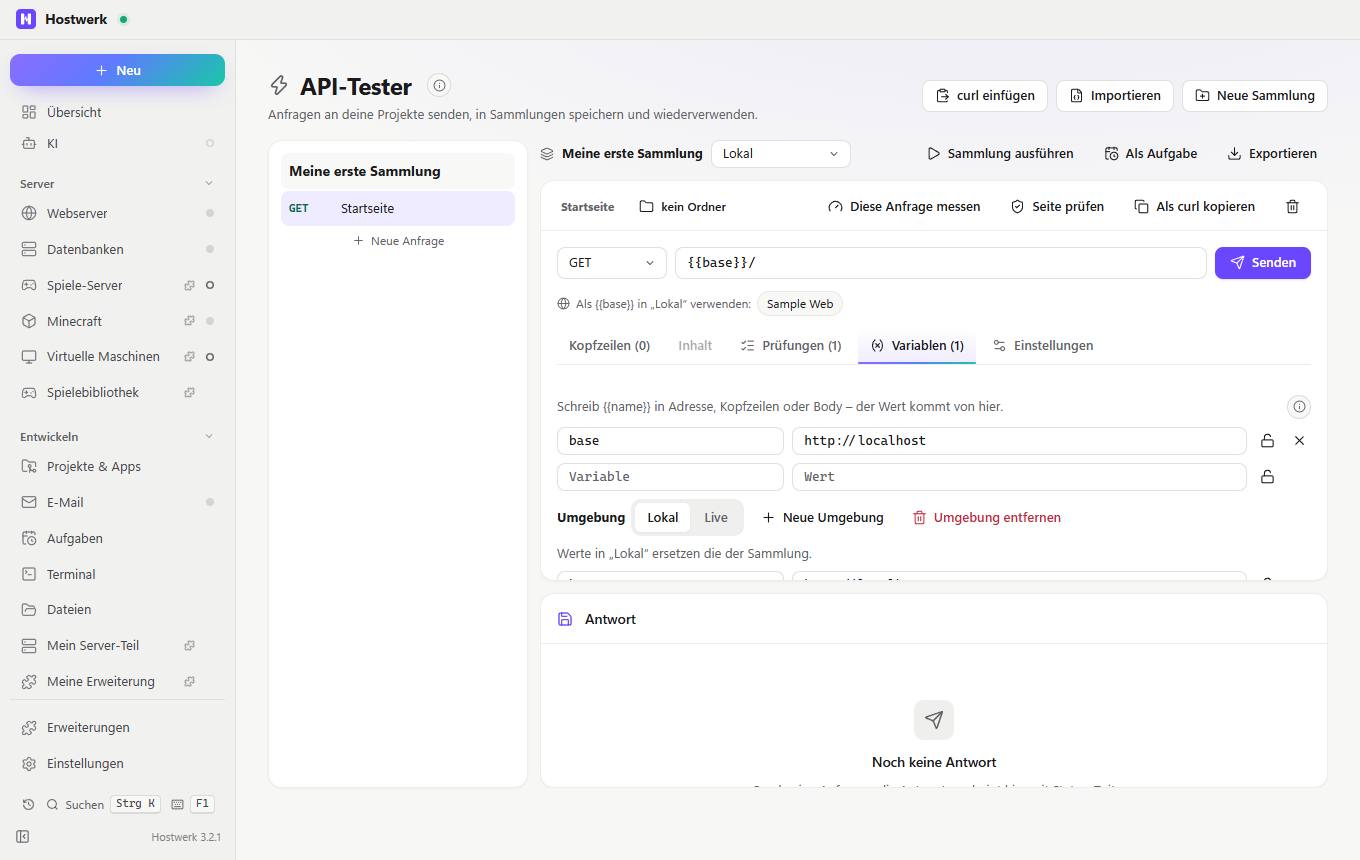 Hostwerk
Neu
Übersicht
KI
Server
Webserver
Datenbanken
Spiele-Server
Minecraft
Virtuelle Maschinen
Spielebibliothek
Entwickeln
Projekte & Apps
E-Mail
Aufgaben
Terminal
Dateien
Mein Server-Teil
Meine Erweiterung
Erweiterungen
Einstellungen
Suchen Strg K F1
Hostwerk 3.2.1
API-Tester
Anfragen an deine Projekte senden, in Sammlungen speichern und wiederverwenden.
curl einfügen Importieren Neue Sammlung
Meine erste Sammlung
GET Startseite
Neue Anfrage
Meine erste Sammlung Lokal Sammlung ausführen Als Aufgabe Exportieren
Startseite kein Ordner Diese Anfrage messen Seite prüfen Als curl kopieren
GET {{base}}/ Senden
Als {{base}} in „Lokal“ verwenden: Sample Web
Kopfzeilen (0) Inhalt Prüfungen (1) Variablen (1) Einstellungen
Schreib {{name}} in Adresse, Kopfzeilen oder Body – der Wert kommt von hier.
base http://localhost
Variable Wert
Umgebung Lokal Live Neue Umgebung Umgebung entfernen
Werte in „Lokal“ ersetzen die der Sammlung.
Antwort
Noch keine Antwort